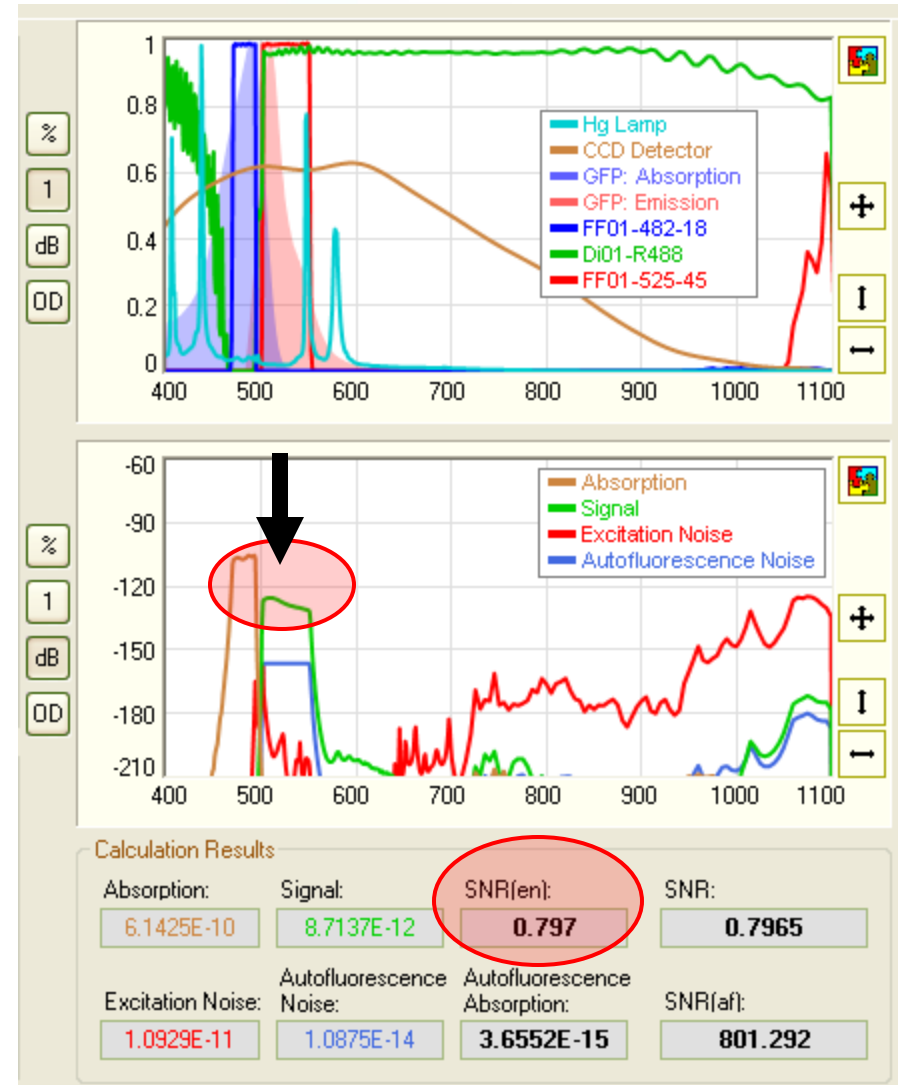 1
0.8
0.6
0.4
0.2
0
%
1
dB
OD
Hg Lamp
CCD Detector
GFP: Absorption
GFP: Emission
FF01-482-18
Di01-R488
FF01-525-45
400 500 600 700 800 900 1000 1100
-60
-90
-120
-150
-180
-210
%
1
dB
OD
Absorption
Signal
Excitation Noise
Autofluorescence Noise
400 500 600 700 800 900 1000 1100
Calculation Results
Absorption: Signal: SNR(en): SNR:
6.1425E-10 8.7137E-12 0.797 0.7965
Autofluorescence Autofluorescence
Excitation Noise: Noise: Absorption: SNR(af):
1.0929E-11 1.0875E-14 3.6552E-15 801.292